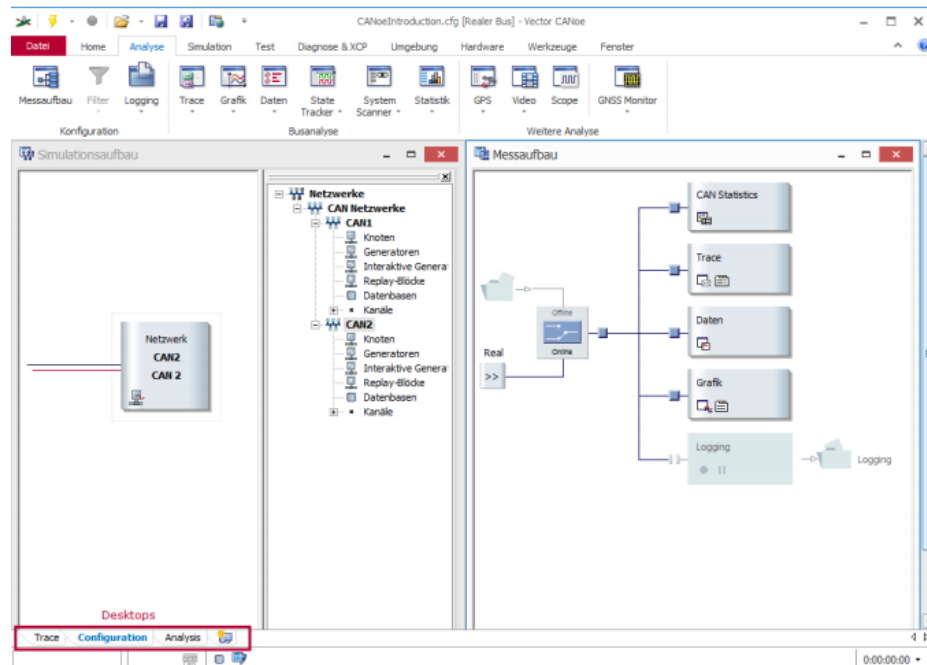 CANoeIntroduction.cfg [Realer Bus] - Vector CANoe
Datei Home Analyse Simulation Test Diagnose & XCP Umgebung Hardware Werkzeuge Fenster
Messaufbau Filter Logging Trace Grafik Daten State Tracker System Scanner Statistik GPS Video Scope GNSS Monitor
Konfiguration Busanalyse Weitere Analyse
Simulationsaufbau
Netzwerk
CAN2
CAN 2
Netzwerke
CAN Netzwerke
CAN1
Knoten
Generatoren
Interaktive Genera
Replay-Blöcke
Datenbasen
Kanäle
CAN2
Knoten
Generatoren
Interaktive Genera
Replay-Blöcke
Datenbasen
Kanäle
Messaufbau
CAN Statistics
Trace
Offline
Daten
Real
Online
>>
Grafik
Logging
Logging
Desktops
Trace Configuration Analysis
0:00:00:00